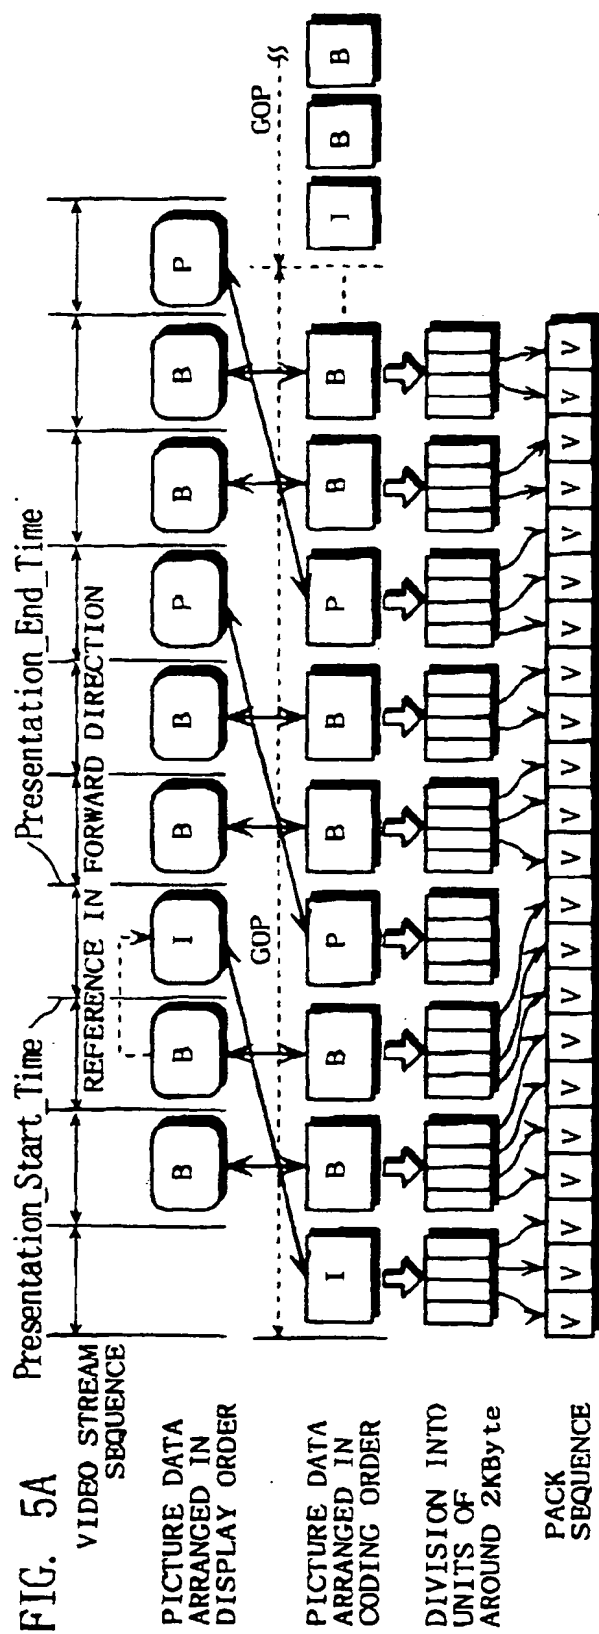 FIG. 5A
Presentation_Start_Time
Presentation_End_Time
VIDEO STREAM
SEQUENCE
REFERENCE IN FORWARD DIRECTION
PICTURE DATA
ARRANGED IN
DISPLAY ORDER
B B I B B P B B P
GOP GOP
PICTURE DATA
ARRANGED IN
CODING ORDER
I B B P B B P B B I B B
DIVISION INTO
UNITS OF
AROUND 2KByte
PACK
SEQUENCE
V V V V V V V V V V V V V V V V V V V V V V